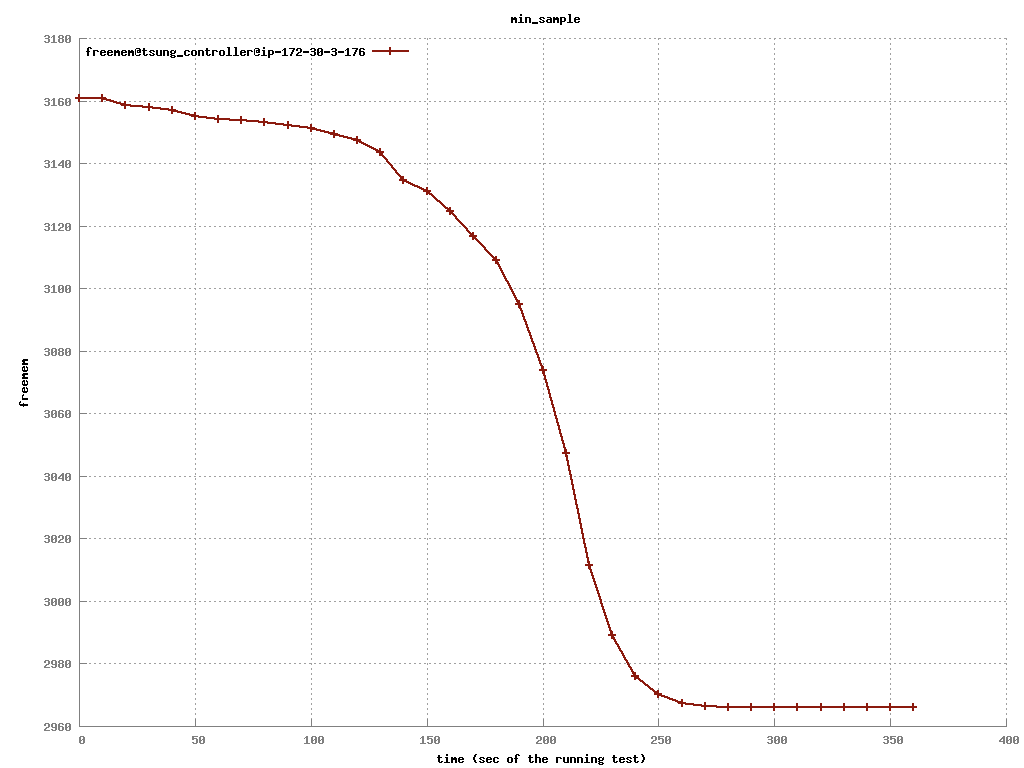 min_sample
freemem@tsung_controller@ip-172-30-3-176
3180
3160
3140
3120
3100
3080
3060
3040
3020
3000
2980
2960
freemem
0 50 100 150 200 250 300 350 400
time (sec of the running test)